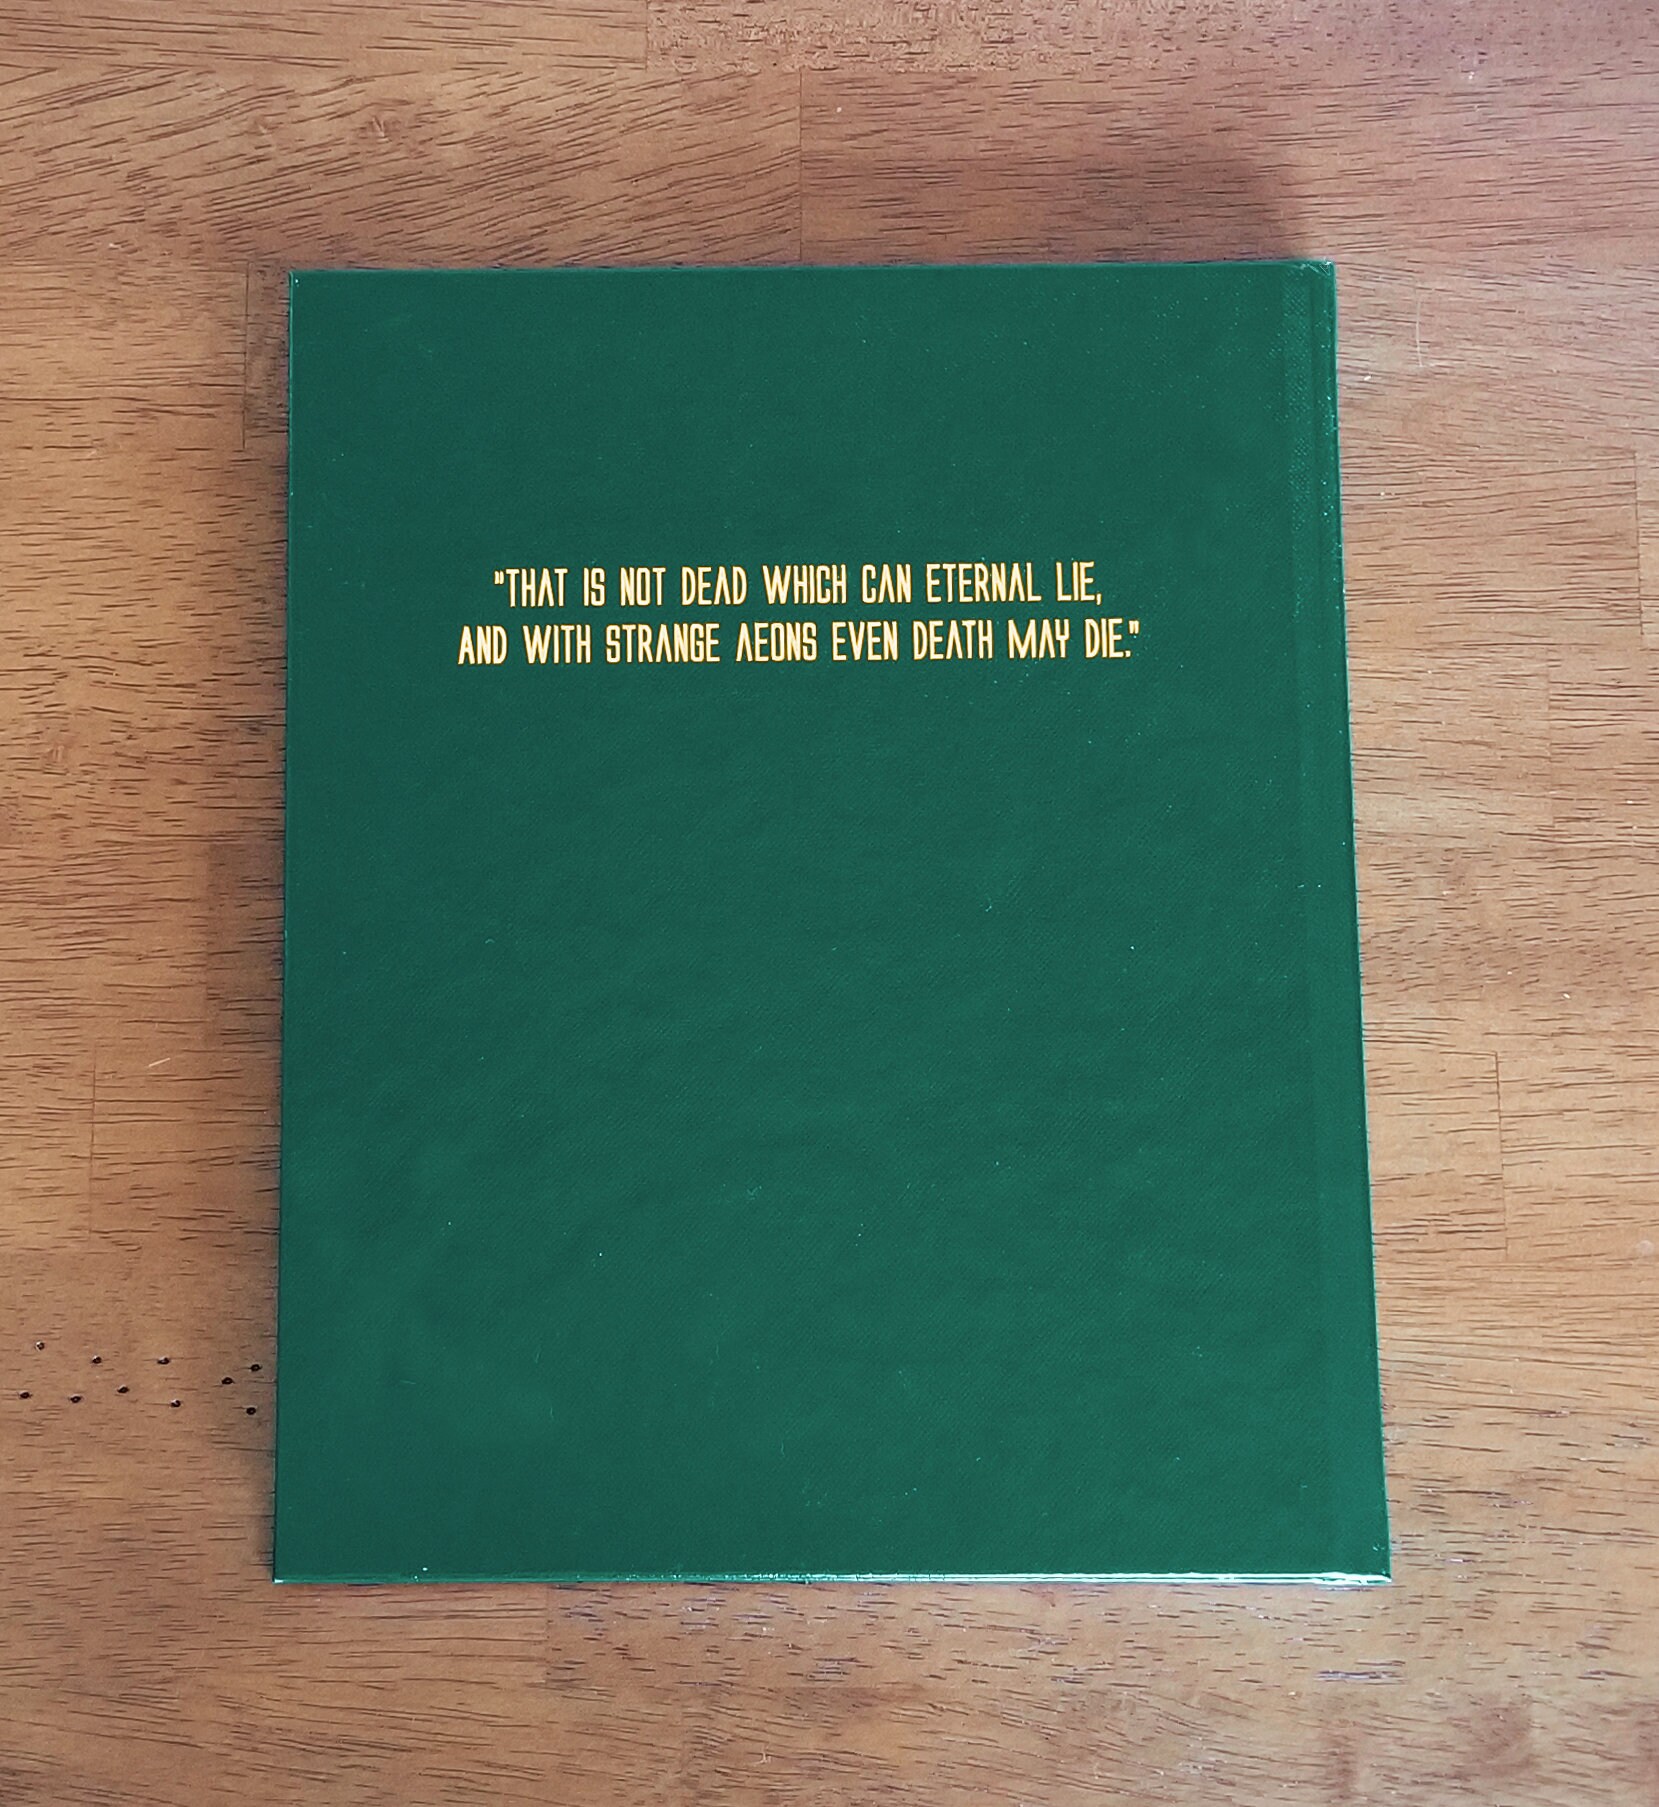 "THAT IS NOT DEAD WHICH CAN ETERNAL LIE,
AND WITH STRANGE AEONS EVEN DEATH MAY DIE."